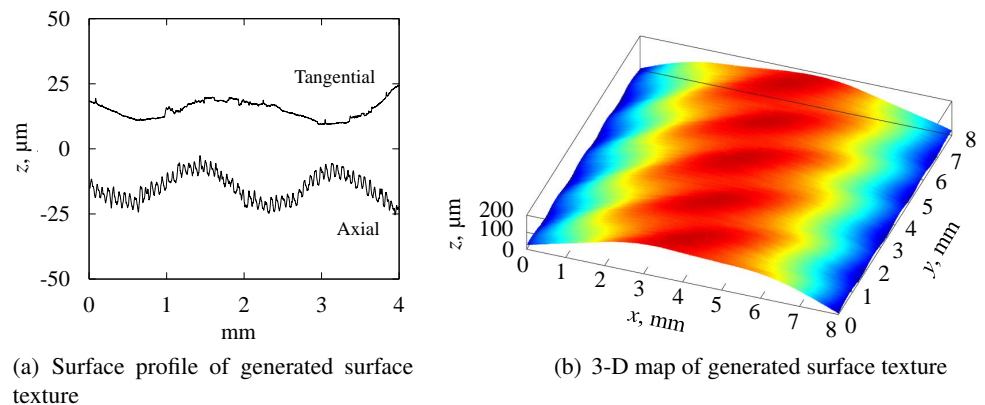 50
25
0
-25
-50
z, μm
Tangential
Axial
0 1 2 3 4
mm
(a) Surface profile of generated surface
texture
200
100
0
z, μm
0 1 2 3 4 5 6 7 8
x, mm
0 1 2 3 4 5 6 7 8
y, mm
(b) 3-D map of generated surface texture